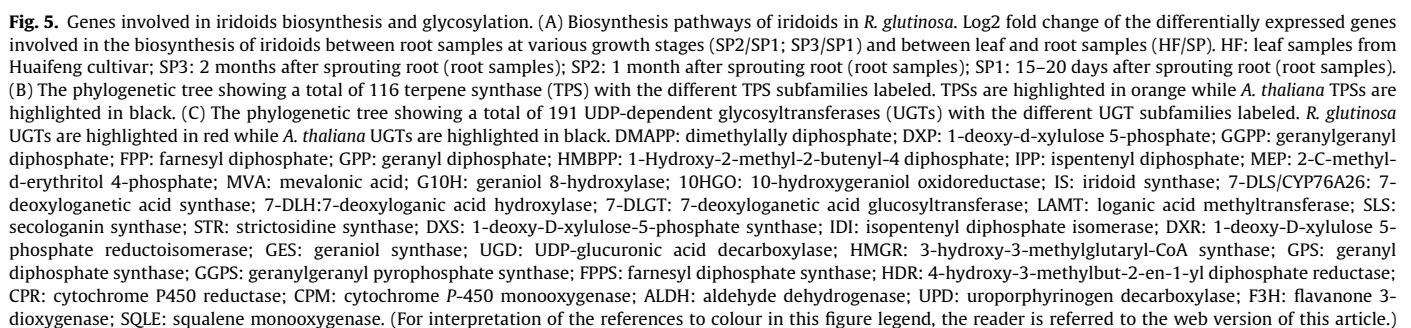 Fig. 5. Genes involved in iridoids biosynthesis and glycosylation. (A) Biosynthesis pathways of iridoids in R. glutinosa. Log2 fold change of the differentially expressed genes
involved in the biosynthesis of iridoids between root samples at various growth stages (SP2/SP1; SP3/SP1) and between leaf and root samples (HF/SP). HF: leaf samples from
Huaifeng cultivar; SP3: 2 months after sprouting root (root samples); SP2: 1 month after sprouting root (root samples); SP1: 15–20 days after sprouting root (root samples).
(B) The phylogenetic tree showing a total of 116 terpene synthase (TPS) with the different TPS subfamilies labeled. TPSs are highlighted in orange while A. thaliana TPSs are
highlighted in black. (C) The phylogenetic tree showing a total of 191 UDP-dependent glycosyltransferases (UGTs) with the different UGT subfamilies labeled. R. glutinosa
UGTs are highlighted in red while A. thaliana UGTs are highlighted in black. DMAPP: dimethylally diphosphate; DXP: 1-deoxy-d-xylulose 5-phosphate; GGPP: geranylgeranyl
diphosphate; FPP: farnesyl diphosphate; GPP: geranyl diphosphate; HMBPP: 1-Hydroxy-2-methyl-2-butenyl-4 diphosphate; IPP: ispentenyl diphosphate; MEP: 2-C-methyl-
d-erythritol 4-phosphate; MVA: mevalonic acid; G10H: geraniol 8-hydroxylase; 10HGO: 10-hydroxygeraniol oxidoreductase; IS: iridoid synthase; 7-DLS/CYP76A26: 7-
deoxyloganetic acid synthase; 7-DLH:7-deoxyloganic acid hydroxylase; 7-DLGT: 7-deoxyloganetic acid glucosyltransferase; LAMT: loganic acid methyltransferase; SLS:
secologanin synthase; STR: strictosidine synthase; DXS: 1-deoxy-D-xylulose-5-phosphate synthase; IDI: isopentenyl diphosphate isomerase; DXR: 1-deoxy-D-xylulose 5-
phosphate reductoisomerase; GES: geraniol synthase; UGD: UDP-glucuronic acid decarboxylase; HMGR: 3-hydroxy-3-methylglutaryl-CoA synthase; GPS: geranyl
diphosphate synthase; GGPS: geranylgeranyl pyrophosphate synthase; FPPS: farnesyl diphosphate synthase; HDR: 4-hydroxy-3-methylbut-2-en-1-yl diphosphate reductase;
CPR: cytochrome P450 reductase; CPM: cytochrome P-450 monooxygenase; ALDH: aldehyde dehydrogenase; UPD: uroporphyrinogen decarboxylase; F3H: flavanone 3-
dioxygenase; SQLE: squalene monooxygenase. (For interpretation of the references to colour in this figure legend, the reader is referred to the web version of this article.)